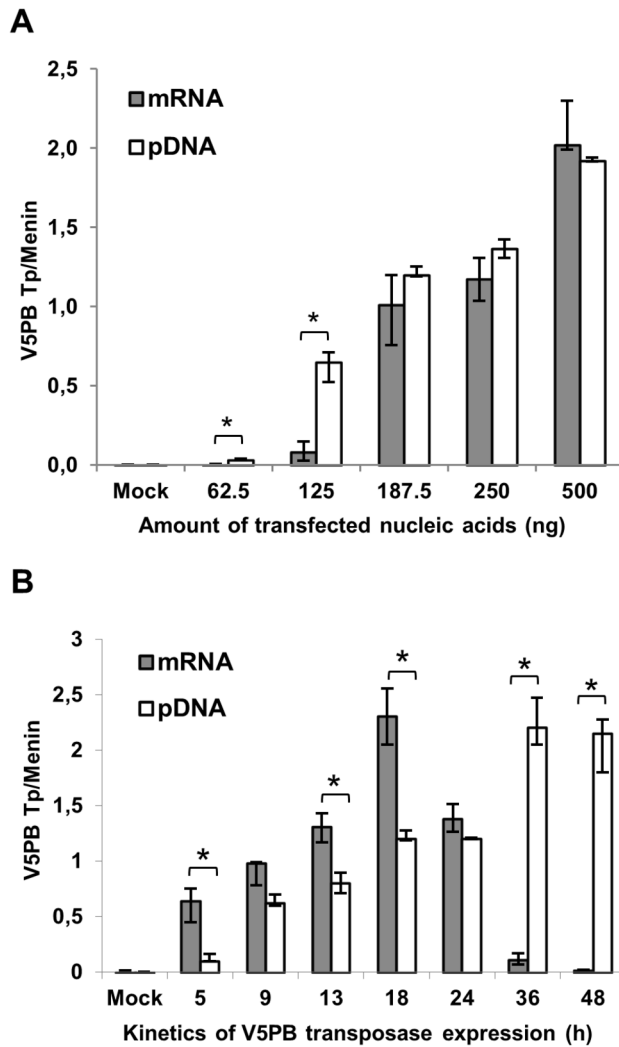 A
V5PB Tp/Menin
2,5
2,0
1,5
1,0
0,5
0,0
mRNA
pDNA
*
*
Mock 62.5 125 187.5 250 500
Amount of transfected nucleic acids (ng)
B
V5PB Tp/Menin
3
2,5
2
1,5
1
0,5
0
mRNA
pDNA
*
*
*
*
*
Mock 5 9 13 18 24 36 48
Kinetics of V5PB transposase expression (h)